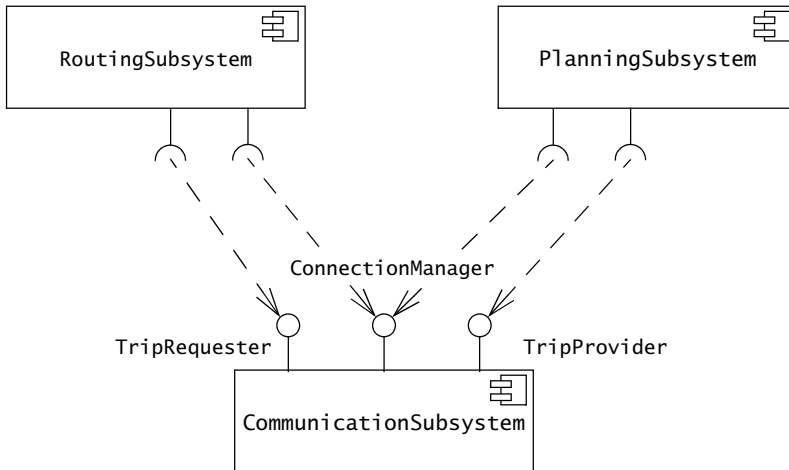 RoutingSubsystem
PlanningSubsystem
ConnectionManager
TripRequester
TripProvider
CommunicationSubsystem